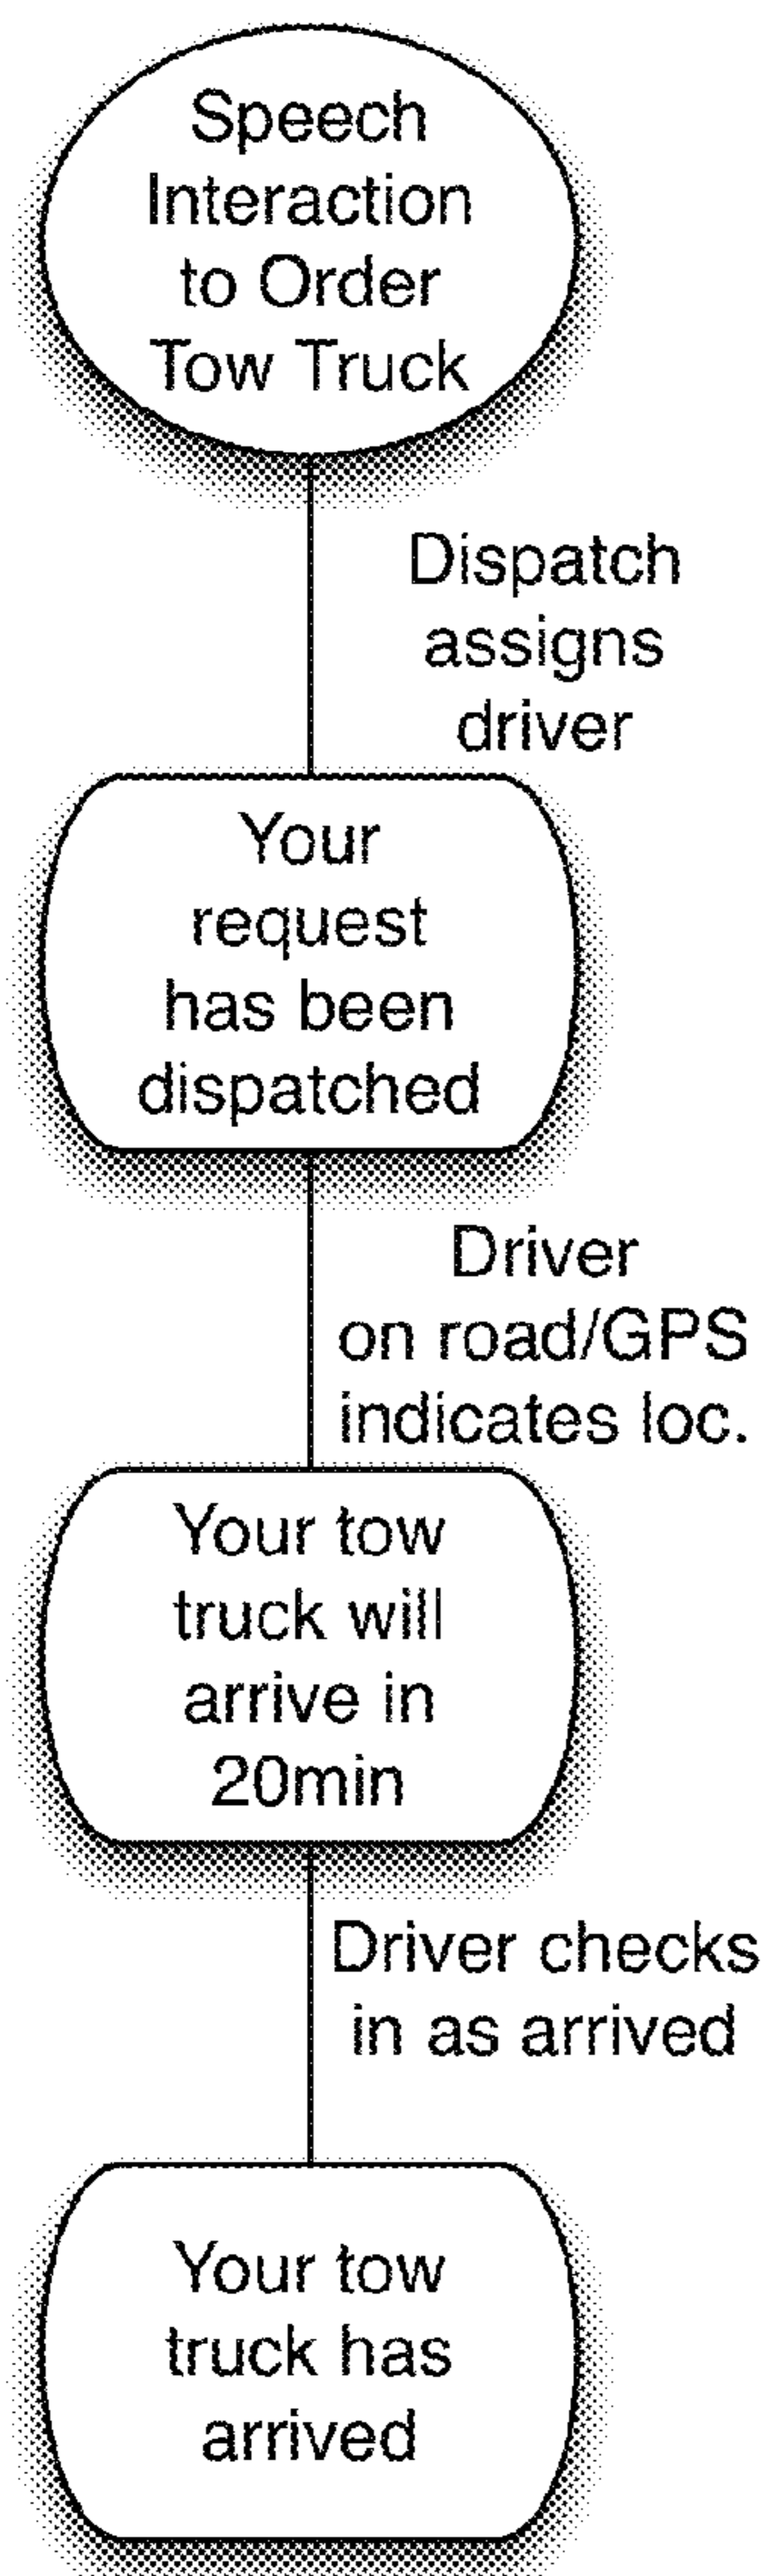 Speech
Interaction
to Order
Tow Truck
Dispatch
assigns
driver
Your
request
has been
dispatched
Driver
on road/GPS
indicates loc.
Your tow
truck will
arrive in
20min
Driver checks
in as arrived
Your tow
truck has
arrived